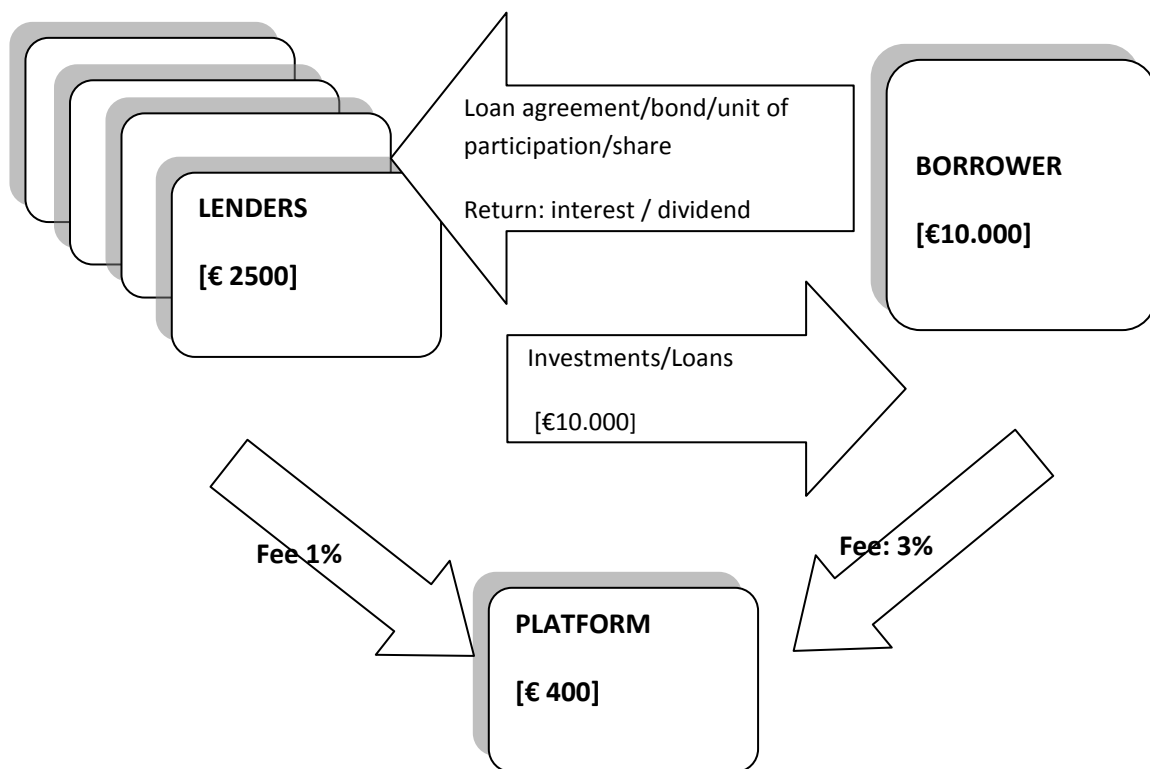 LENDERS
[€ 2500]
Loan agreement/bond/unit of
participation/share
Return: interest / dividend
BORROWER
[€10.000]
Investments/Loans
[€10.000]
Fee 1%
Fee: 3%
PLATFORM
[€ 400]